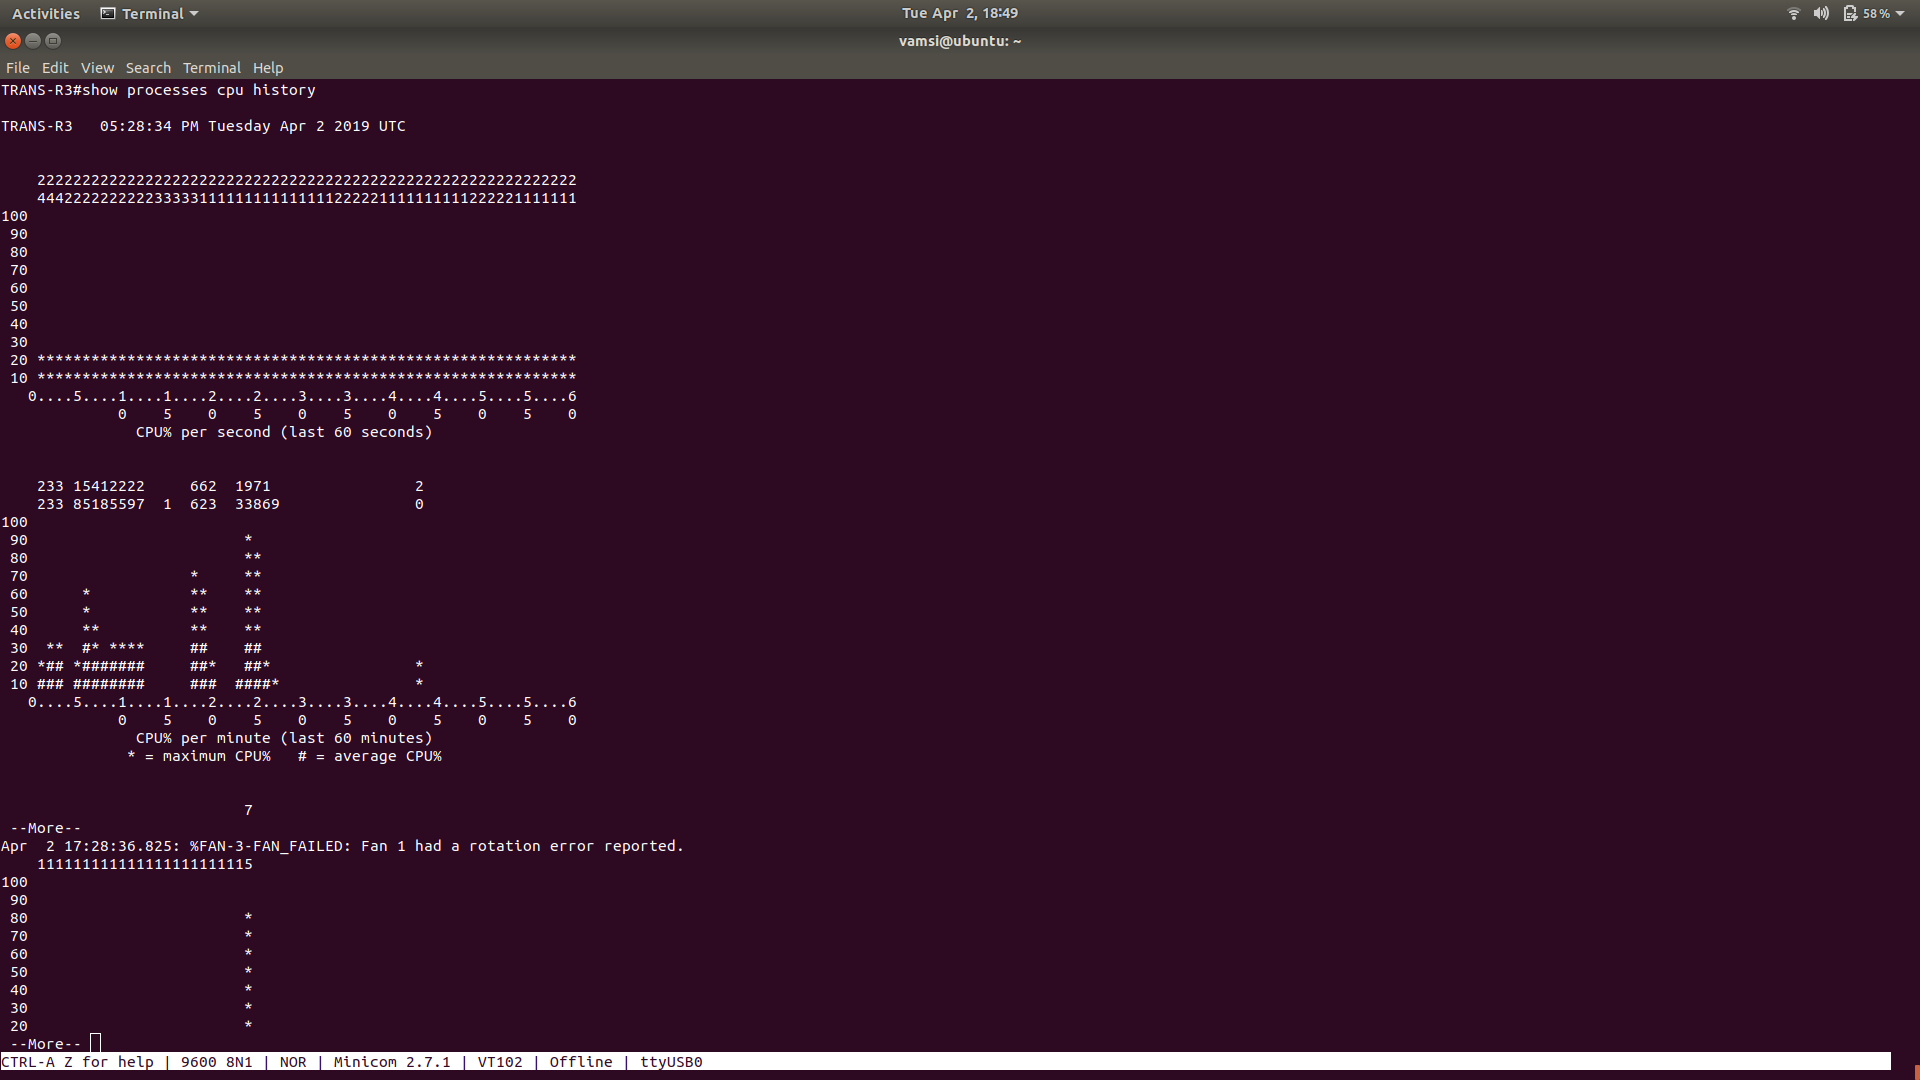 Activities Terminal Tue Apr 2, 18:49 58%
vamsi@ubuntu: ~
File Edit View Search Terminal Help
TRANS-R3#show processes cpu history
TRANS-R3   05:28:34 PM Tuesday Apr 2 2019 UTC
    222222222222222222222222222222222222222222222222222222222222
    444222222222233333111111111111111222221111111111222221111111
100
 90
 80
 70
 60
 50
 40
 30
 20 ************************************************************
 10 ************************************************************
   0....5....1....1....2....2....3....3....4....4....5....5....6
             0    5    0    5    0    5    0    5    0    5    0
               CPU% per second (last 60 seconds)
    233 15412222     662  1971                2
    233 85185597  1  623  33869               0
100
 90                        *
 80                        **
 70                  *     **
 60      *           **    **
 50      *           **    **
 40      **          **    **
 30  **  #* ****     ##    ##
 20 *## *#######     ##*   ##*                *
 10 ### ########     ###  ####*               *
   0....5....1....1....2....2....3....3....4....4....5....5....6
             0    5    0    5    0    5    0    5    0    5    0
               CPU% per minute (last 60 minutes)
              * = maximum CPU%   # = average CPU%
                           7
 --More--
Apr  2 17:28:36.825: %FAN-3-FAN_FAILED: Fan 1 had a rotation error reported.
    111111111111111111111115
100
 90
 80                        *
 70                        *
 60                        *
 50                        *
 40                        *
 30                        *
 20                        *
 --More--
CTRL-A Z for help | 9600 8N1 | NOR | Minicom 2.7.1 | VT102 | Offline | ttyUSB0